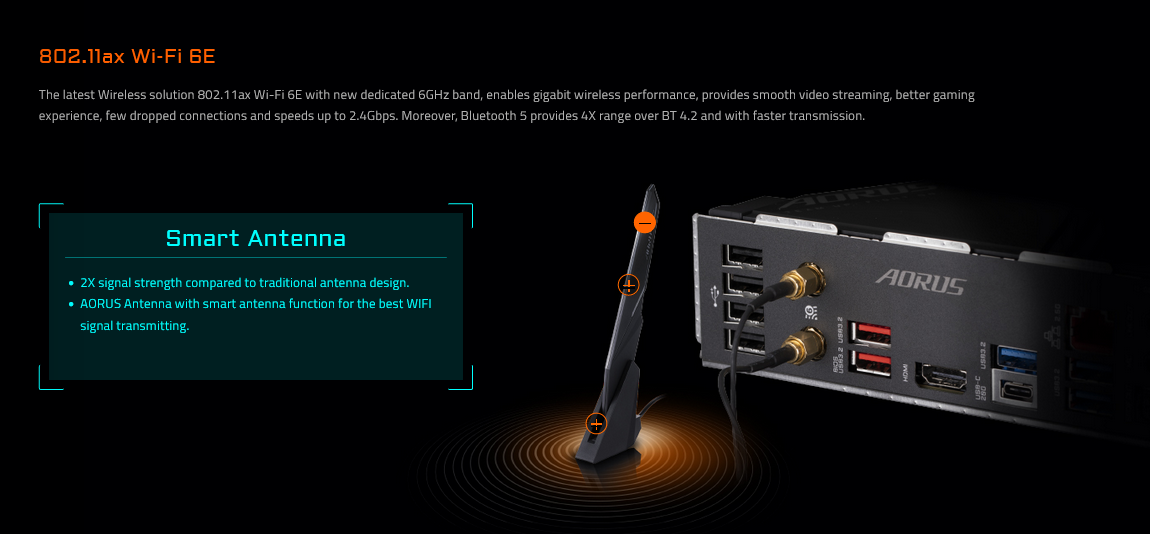 802.11ax Wi-Fi 6E
The latest Wireless solution 802.11ax Wi-Fi 6E with new dedicated 6GHz band, enables gigabit wireless performance, provides smooth video streaming, better gaming
experience, few dropped connections and speeds up to 2.4Gbps. Moreover, Bluetooth 5 provides 4X range over BT 4.2 and with faster transmission.
Smart Antenna
2X signal strength compared to traditional antenna design.
AORUS Antenna with smart antenna function for the best WIFI
signal transmitting.
AORUS
USB3.2
BIOS
USB3.2
HDMI
USB3.2
USB-C